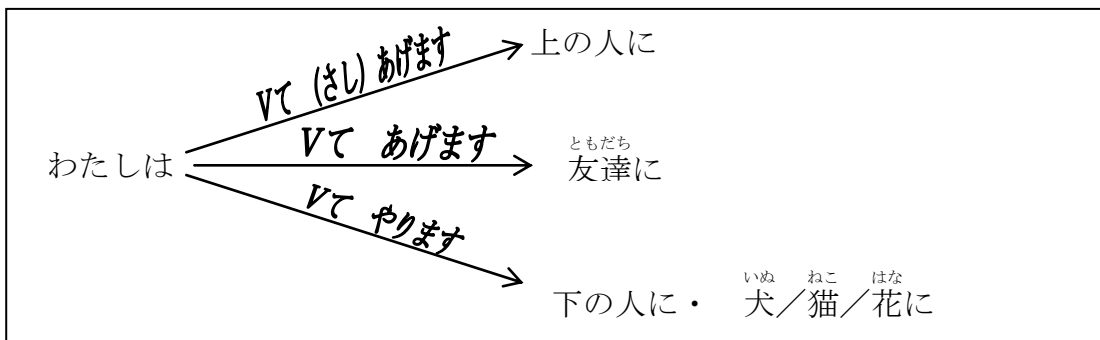 Vて (さし) あげます
上の人に
わたしは
Vて あげます
ともだち
友達に
Vて やります
いぬ ねこ はな
下の人に・ 犬／猫／花に